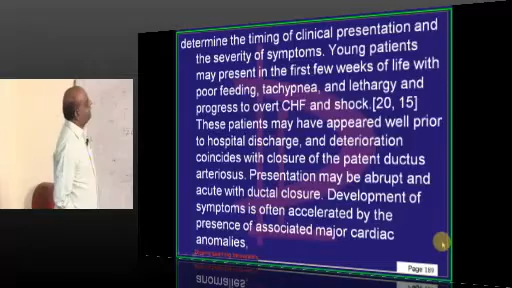 determine the timing of clinical presentation and
the severity of symptoms. Young patients
may present in the first few weeks of life with
poor feeding, tachypnea, and lethargy and
progress to overt CHF and shock.[20, 15]
These patients may have appeared well prior
to hospital discharge, and deterioration
coincides with closure of the patent ductus
arteriosus. Presentation may be abrupt and
acute with ductal closure. Development of
symptoms is often accelerated by the
presence of associated major cardiac
anomalies,
Page 189